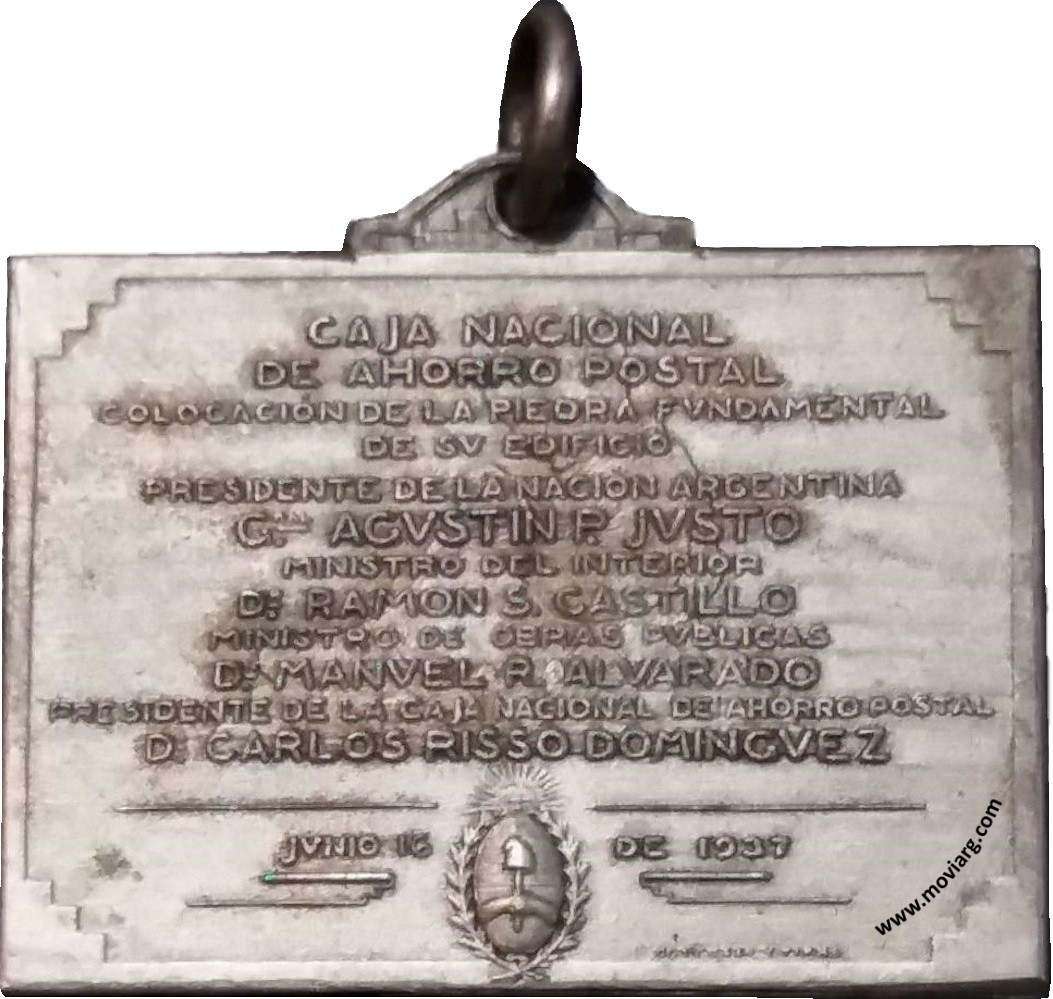 CAJA NACIONAL
DE AHORRO POSTAL
COLOCACIÓN DE LA PIEDRA FVNDAMENTAL
DE SV EDIFICIO
PRESIDENTE DE LA NACIÓN ARGENTINA
G. AGVSTIN P. JVSTO
MINISTRO DEL INTERIOR
Dr. RAMON S. CASTILLO
MINISTRO DE OBRAS PVBLICAS
Dr. MANVEL R. ALVARADO
PRESIDENTE DE LA CAJA NACIONAL DE AHORRO POSTAL
D. CARLOS RISSO DOMINGVEZ
JVNIO 16 DE 1937
www.moviarg.com